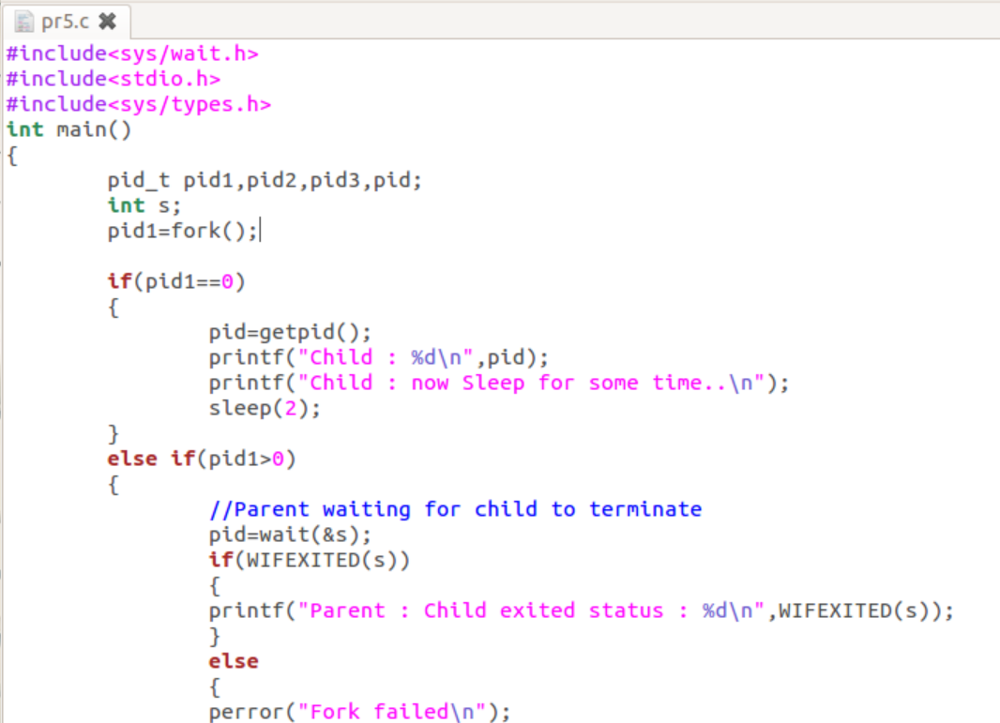 pr5.c
#include<sys/wait.h>
#include<stdio.h>
#include<sys/types.h>
int main()
{
        pid_t pid1,pid2,pid3,pid;
        int s;
        pid1=fork();

        if(pid1==0)
        {
                pid=getpid();
                printf("Child : %d\n",pid);
                printf("Child : now Sleep for some time..\n");
                sleep(2);
        }
        else if(pid1>0)
        {
                //Parent waiting for child to terminate
                pid=wait(&s);
                if(WIFEXITED(s))
                {
                printf("Parent : Child exited status : %d\n",WIFEXITED(s));
                }
                else
                {
                perror("Fork failed\n");